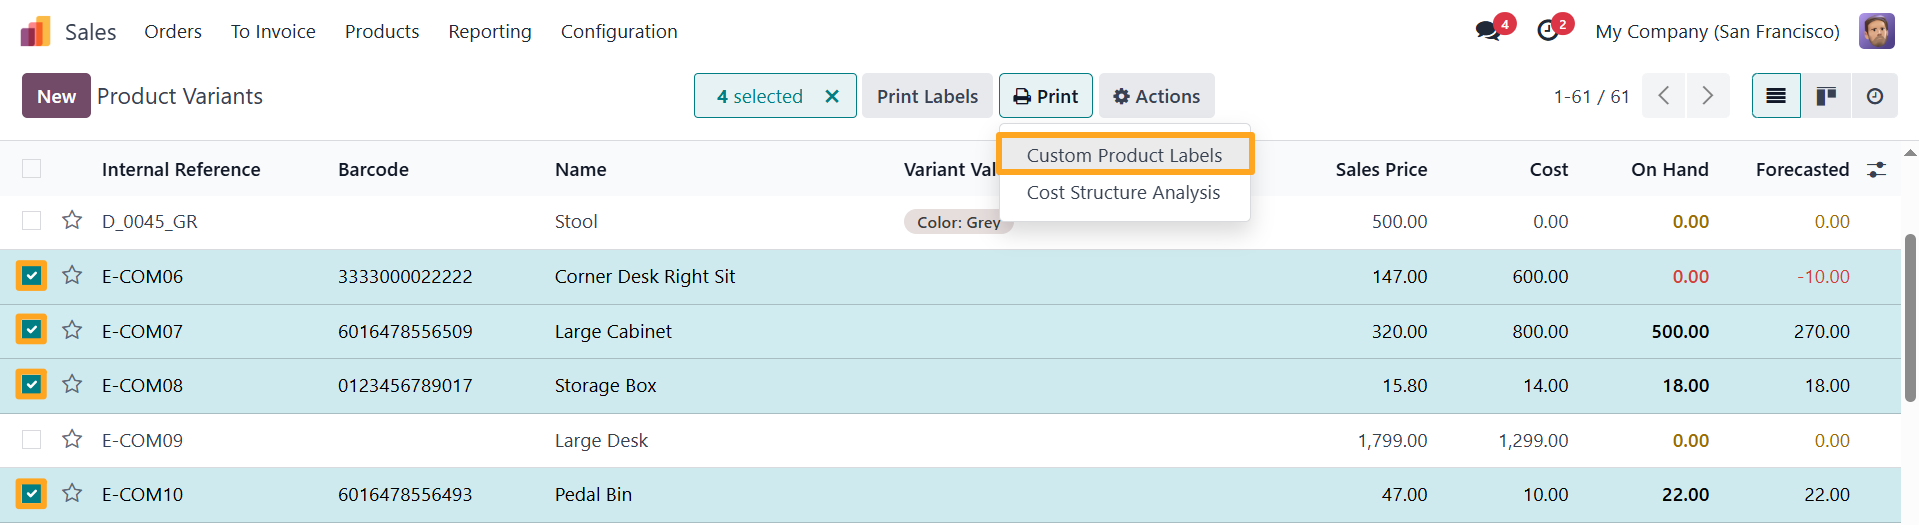 Sales Orders To Invoice Products Reporting Configuration 4 2 My Company (San Francisco)
New Product Variants 4 selected × Print Labels Print Actions 1-61 / 61
Custom Product Labels
Cost Structure Analysis
Internal Reference Barcode Name Variant Val Sales Price Cost On Hand Forecasted
D_0045_GR Stool Color: Grey 500.00 0.00 0.00 0.00
E-COM06 3333000022222 Corner Desk Right Sit 147.00 600.00 0.00 -10.00
E-COM07 6016478556509 Large Cabinet 320.00 800.00 500.00 270.00
E-COM08 0123456789017 Storage Box 15.80 14.00 18.00 18.00
E-COM09 Large Desk 1,799.00 1,299.00 0.00 0.00
E-COM10 6016478556493 Pedal Bin 47.00 10.00 22.00 22.00